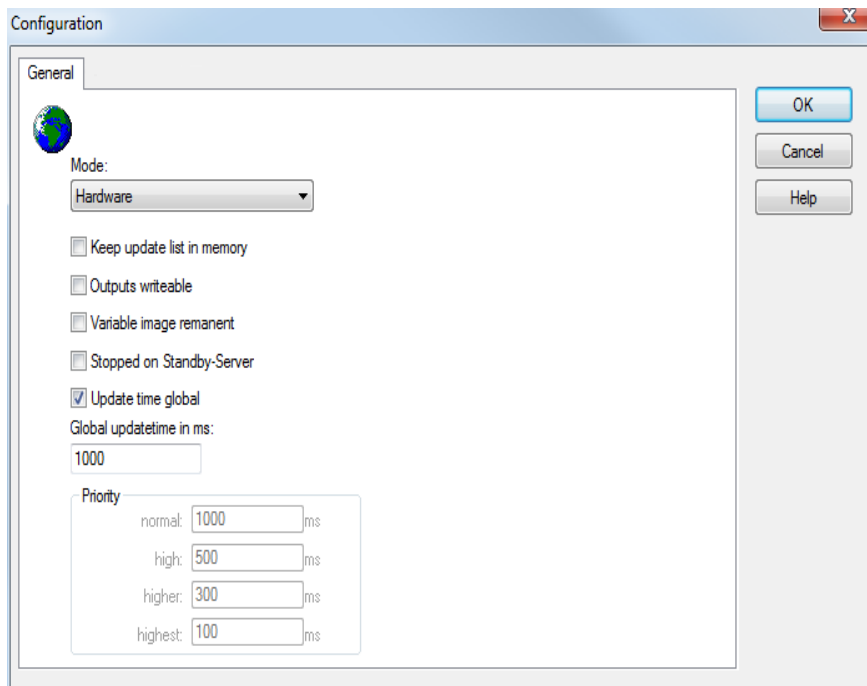 Configuration
X
General
OK
Cancel
Help
Mode:
Hardware
Keep update list in memory
Outputs writeable
Variable image remanent
Stopped on Standby-Server
Update time global
Global updatetime in ms:
1000
Priority
normal: 1000 ms
high: 500 ms
higher: 300 ms
highest: 100 ms